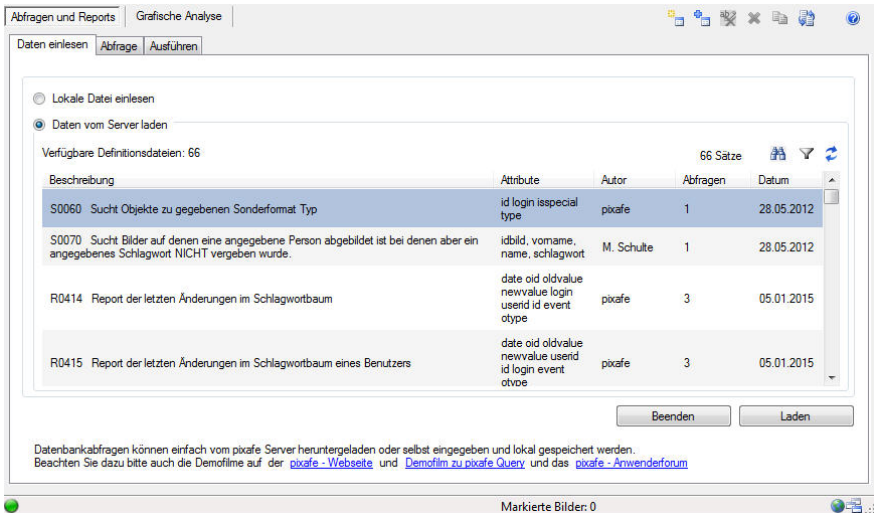 Abfragen und Reports Grafische Analyse
Daten einlesen Abfrage Ausführen
Lokale Datei einlesen
Daten vom Server laden
Verfügbare Definitionsdateien: 66 66 Sätze
Beschreibung Attribute Autor Abfragen Datum
S0060 Sucht Objekte zu gegebenen Sonderformat Typ id login isspecial type pixafe 1 28.05.2012
S0070 Sucht Bilder auf denen eine angegebene Person abgebildet ist bei denen aber ein angegebenes Schlagwort NICHT vergeben wurde. idbild, vorname, name, schlagwort M. Schulte 1 28.05.2012
R0414 Report der letzten Änderungen im Schlagwortbaum date oid oldvalue newvalue login userid id event otype pixafe 3 05.01.2015
R0415 Report der letzten Änderungen im Schlagwortbaum eines Benutzers date oid oldvalue newvalue userid id login event otype pixafe 3 05.01.2015
Beenden Laden
Datenbankabfragen können einfach vom pixafe Server heruntergeladen oder selbst eingegeben und lokal gespeichert werden.
Beachten Sie dazu bitte auch die Demofilme auf der pixafe - Webseite und Demofilm zu pixafe Query und das pixafe - Anwenderforum
Markierte Bilder: 0